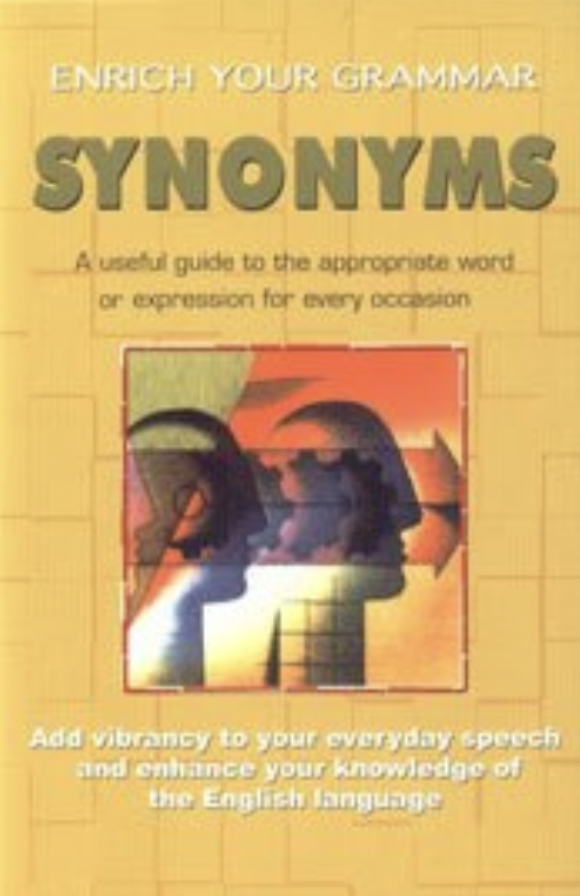 ENRICH YOUR GRAMMAR
SYNONYMS
A useful guide to the appropriate word
or expression for every occasion
Add vibrancy to your everyday speech
and enhance your knowledge of
the English language